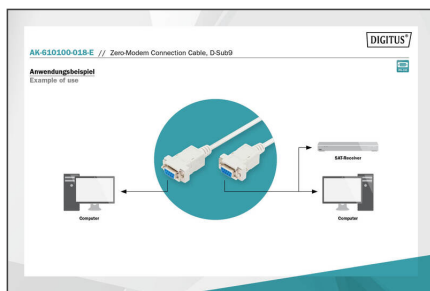 DIGITUS®
AK-610100-018-E // Zero-Modem Connection Cable, D-Sub9
Anwendungsbeispiel
Example of use
SAT-Receiver
Computer
Computer